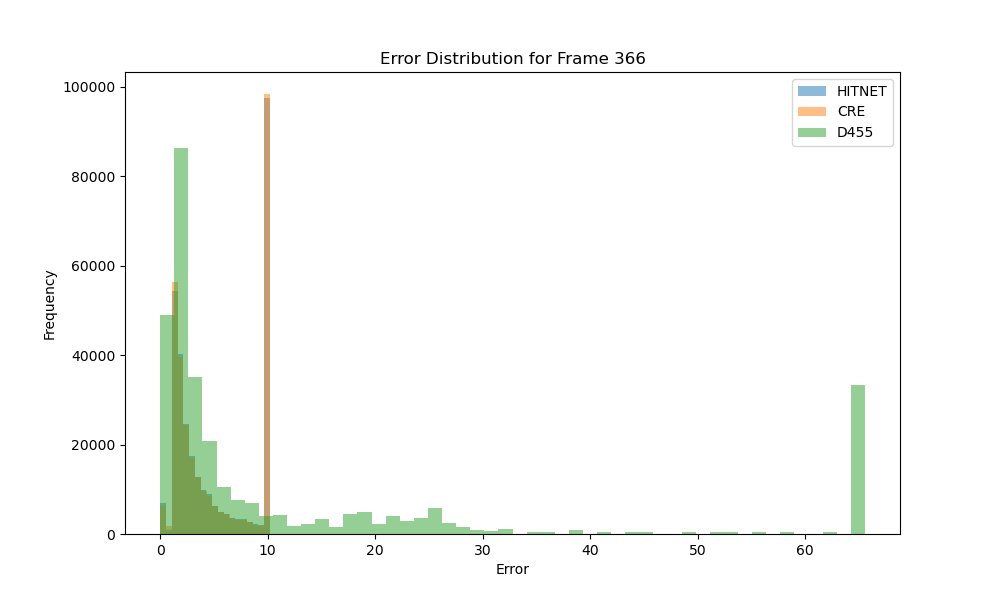 Error Distribution for Frame 366
HITNET
CRE
D455
Frequency
100000
80000
60000
40000
20000
0
0 10 20 30 40 50 60
Error